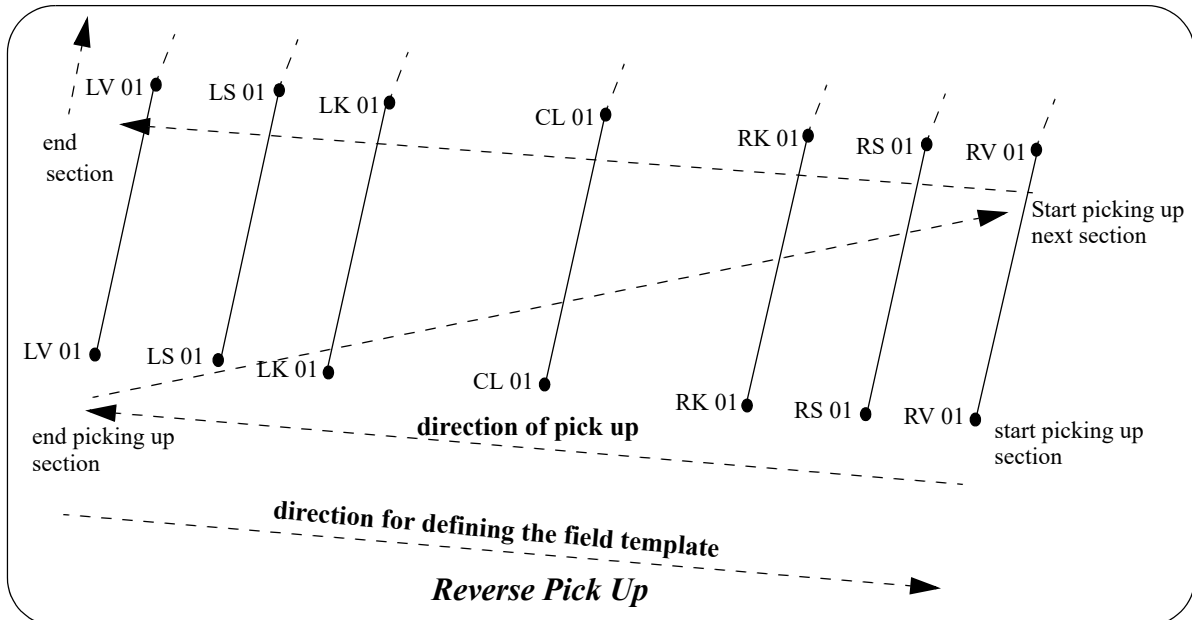 LV 01
LS 01
LK 01
CL 01
RK 01
RS 01
RV 01
end
section
Start picking up
next section
LV 01
LS 01
LK 01
CL 01
RK 01
RS 01
RV 01
end picking up
section
direction of pick up
start picking up
section
direction for defining the field template
Reverse Pick Up